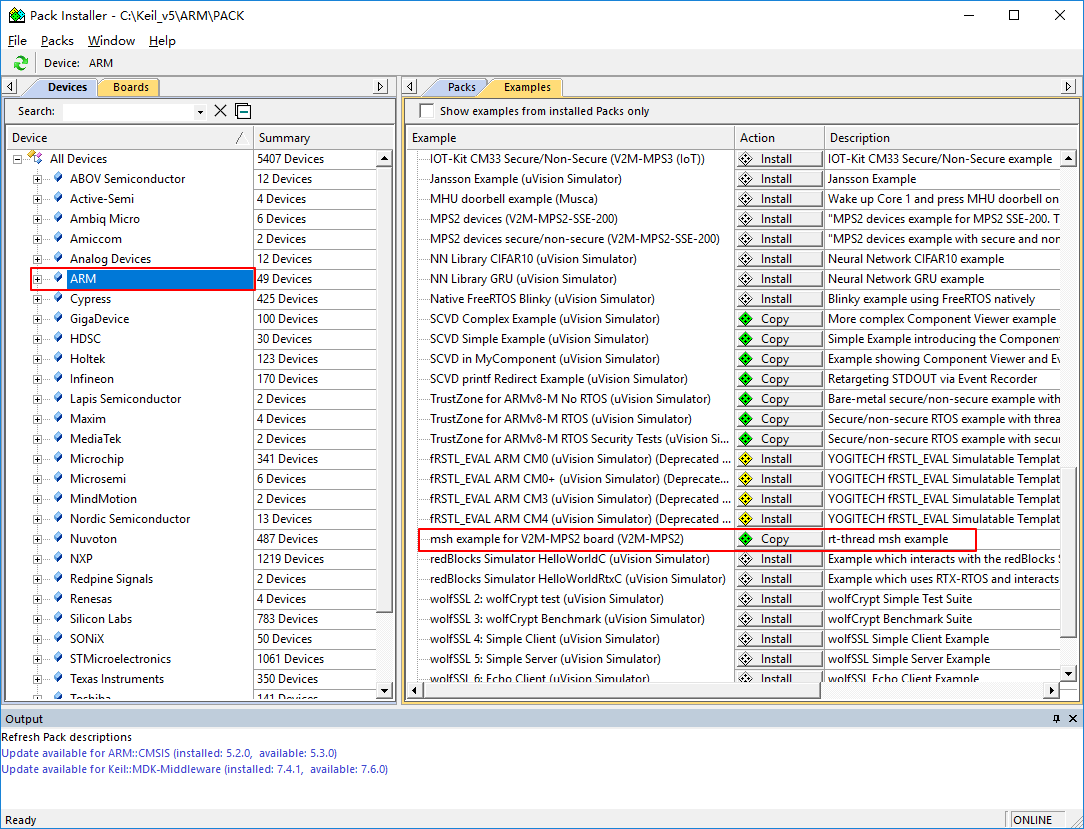 Pack Installer - C:\Keil_v5\ARM\PACK
File Packs Window Help
Device: ARM
Devices Boards
Search:
Device Summary
All Devices 5407 Devices
ABOV Semiconductor 12 Devices
Active-Semi 4 Devices
Ambiq Micro 6 Devices
Amiccom 2 Devices
Analog Devices 12 Devices
ARM 49 Devices
Cypress 425 Devices
GigaDevice 100 Devices
HDSC 30 Devices
Holtek 123 Devices
Infineon 170 Devices
Lapis Semiconductor 2 Devices
Maxim 4 Devices
MediaTek 2 Devices
Microchip 341 Devices
Microsemi 6 Devices
MindMotion 2 Devices
Nordic Semiconductor 13 Devices
Nuvoton 487 Devices
NXP 1219 Devices
Redpine Signals 2 Devices
Renesas 4 Devices
Silicon Labs 783 Devices
SONiX 50 Devices
STMicroelectronics 1061 Devices
Texas Instruments 350 Devices
Toshiba 141 Devices
Packs Examples
Show examples from installed Packs only
Example Action Description
IOT-Kit CM33 Secure/Non-Secure (V2M-MPS3 (IoT)) Install IOT-Kit CM33 Secure/Non-Secure example
Jansson Example (uVision Simulator) Install Jansson Example
MHU doorbell example (Musca) Install Wake up Core 1 and press MHU doorbell on
MPS2 devices (V2M-MPS2-SSE-200) Install "MPS2 devices example for MPS2 SSE-200. T
MPS2 devices secure/non-secure (V2M-MPS2-SSE-200) Install "MPS2 devices example with secure and non
NN Library CIFAR10 (uVision Simulator) Install Neural Network CIFAR10 example
NN Library GRU (uVision Simulator) Install Neural Network GRU example
Native FreeRTOS Blinky (uVision Simulator) Install Blinky example using FreeRTOS natively
SCVD Complex Example (uVision Simulator) Copy More complex Component Viewer example
SCVD Simple Example (uVision Simulator) Copy Simple Example introducing the Componen
SCVD in MyComponent (uVision Simulator) Copy Example showing Component Viewer and Ev
SCVD printf Redirect Example (uVision Simulator) Copy Retargeting STDOUT via Event Recorder
TrustZone for ARMv8-M No RTOS (uVision Simulator) Copy Bare-metal secure/non-secure example with
TrustZone for ARMv8-M RTOS (uVision Simulator) Copy Secure/non-secure RTOS example with threa
TrustZone for ARMv8-M RTOS Security Tests (uVision Si... Copy Secure/non-secure RTOS example with secur
fRSTL_EVAL ARM CM0 (uVision Simulator) (Deprecated ... Install YOGITECH fRSTL_EVAL Simulatable Templat
fRSTL_EVAL ARM CM0+ (uVision Simulator) (Deprecate... Install YOGITECH fRSTL_EVAL Simulatable Templat
fRSTL_EVAL ARM CM3 (uVision Simulator) (Deprecated ... Install YOGITECH fRSTL_EVAL Simulatable Templat
fRSTL_EVAL ARM CM4 (uVision Simulator) (Deprecated ... Install YOGITECH fRSTL_EVAL Simulatable Templat
msh example for V2M-MPS2 board (V2M-MPS2) Copy rt-thread msh example
redBlocks Simulator HelloWorldC (uVision Simulator) Install Example which interacts with the redBlocks S
redBlocks Simulator HelloWorldRtxC (uVision Simulator) Install Example which uses RTX-RTOS and interacts
wolfSSL 2: wolfCrypt test (uVision Simulator) Install wolfCrypt Simple Test Suite
wolfSSL 3: wolfCrypt Benchmark (uVision Simulator) Install wolfCrypt Benchmark Suite
wolfSSL 4: Simple Client (uVision Simulator) Install wolfSSL Simple Client Example
wolfSSL 5: Simple Server (uVision Simulator) Install wolfSSL Simple Server Example
wolfSSL 6: Echo Client (uVision Simulator) Install wolfSSL Echo Client Example
Output
Refresh Pack descriptions
Update available for ARM::CMSIS (installed: 5.2.0, available: 5.3.0)
Update available for Keil::MDK-Middleware (installed: 7.4.1, available: 7.6.0)
Ready ONLINE